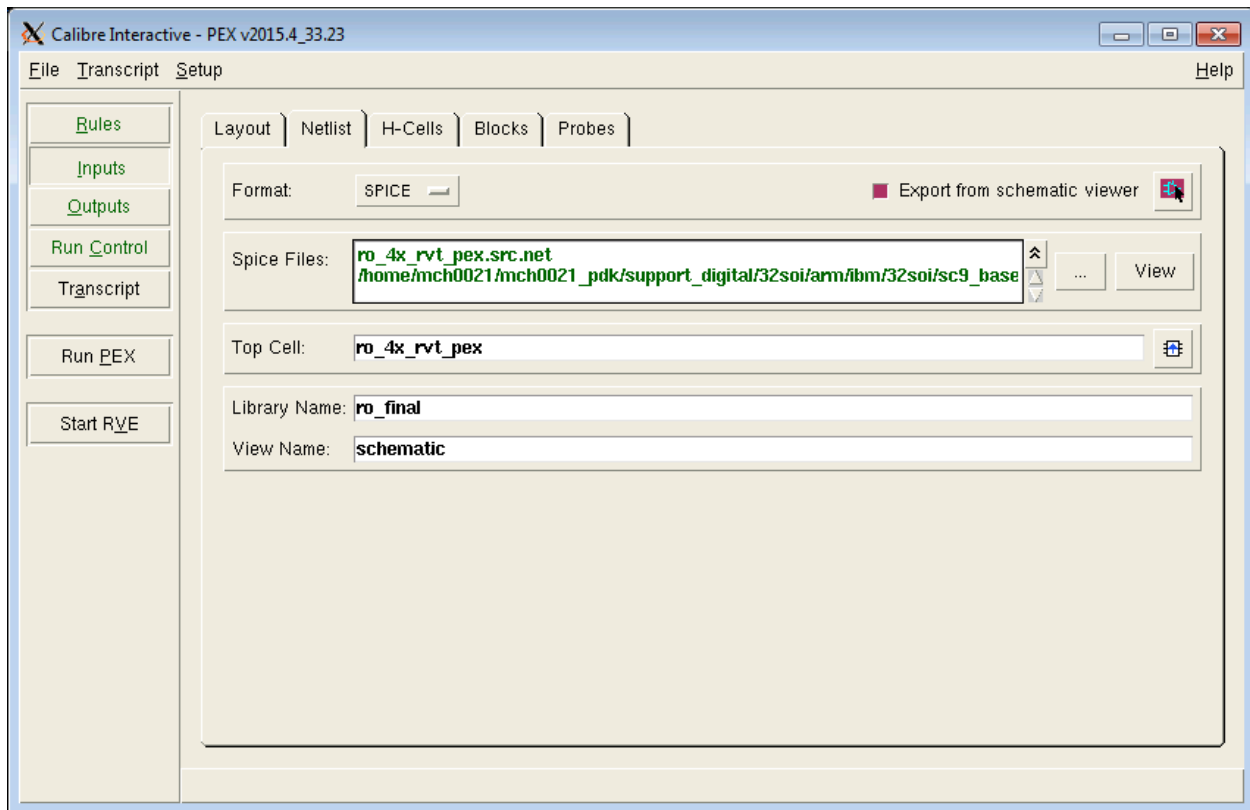 Calibre Interactive - PEX v2015.4_33.23
File Transcript Setup Help
Rules
Inputs
Outputs
Run Control
Transcript
Run PEX
Start RVE
Layout Netlist H-Cells Blocks Probes
Format: SPICE Export from schematic viewer
Spice Files: ro_4x_rvt_pex.src.net
/home/mch0021/mch0021_pdk/support_digital/32soi/arm/ibm/32soi/sc9_base
... View
Top Cell: ro_4x_rvt_pex
Library Name: ro_final
View Name: schematic